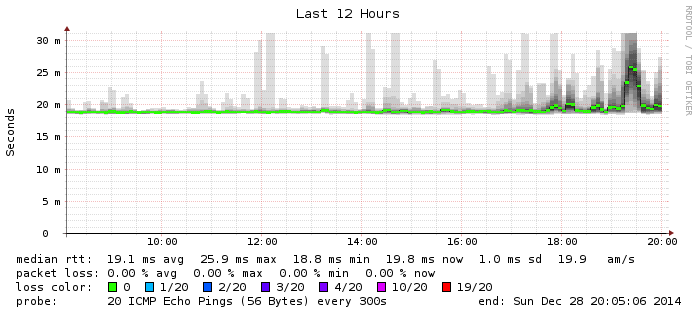 Last 12 Hours
RRDTOOL / TOBI OETIKER
Seconds
30 m
25 m
20 m
15 m
10 m
5 m
0
10:00 12:00 14:00 16:00 18:00 20:00
median rtt: 19.1 ms avg 25.9 ms max 18.8 ms min 19.8 ms now 1.0 ms sd 19.9 am/s
packet loss: 0.00 % avg 0.00 % max 0.00 % min 0.00 % now
loss color: 0 1/20 2/20 3/20 4/20 10/20 19/20
probe: 20 ICMP Echo Pings (56 Bytes) every 300s end: Sun Dec 28 20:05:06 2014